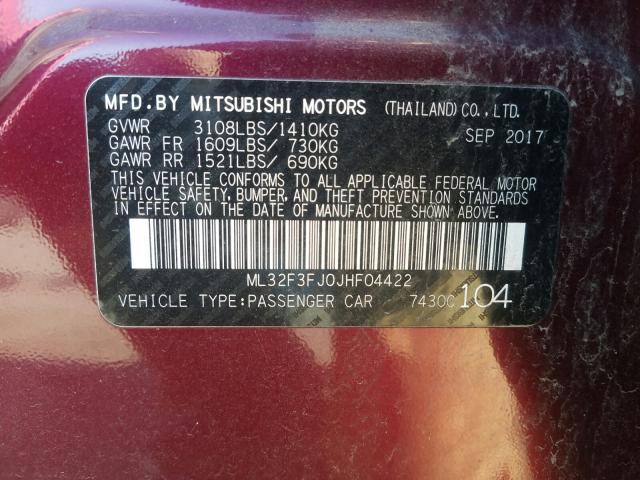 MFD.BY MITSUBISHI MOTORS (THAILAND) CO., LTD.
GVWR 3108LBS/1410KG SEP 2017
GAWR FR 1609LBS/ 730KG
GAWR RR 1521LBS/ 690KG
THIS VEHICLE CONFORMS TO ALL APPLICABLE FEDERAL MOTOR
VEHICLE SAFETY, BUMPER, AND THEFT PREVENTION STANDARDS
IN EFFECT ON THE DATE OF MANUFACTURE SHOWN ABOVE.
ML32F3FJ0JHF04422
VEHICLE TYPE:PASSENGER CAR 7430C 104